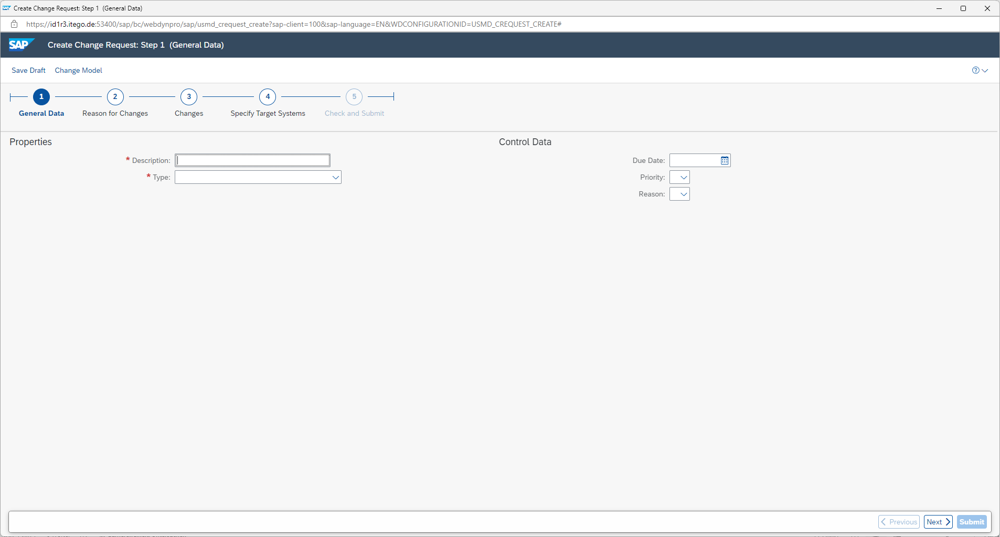 SAP Create Change Request: Step 1 (General Data)
https://id1r3.itego.de:53400/sap/bc/webdynpro/sap/usmd_crequest_create?sap-client=100&sap-language=EN&WDCONFIGURATIONID=USMD_CREQUEST_CREATE#
SAP Create Change Request: Step 1 (General Data)
Save Draft Change Model
1 2 3 4 5
General Data Reason for Changes Changes Specify Target Systems Check and Submit
Properties Control Data
* Description: Due Date:
* Type: Priority:
Reason:
Previous Next Submit